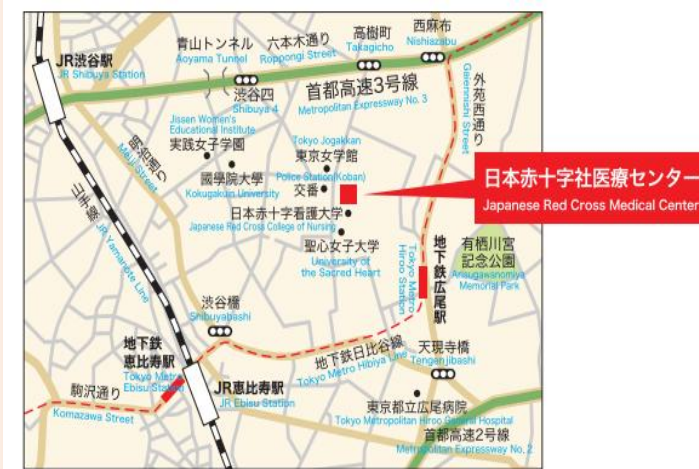 西麻布
Nishiazabu
高樹町
Takagicho
六本木通り
Roppongi Street
青山トンネル
Aoyama Tunnel
JR渋谷駅
JR Shibuya Station
渋谷四
Shibuya 4
首都高速3号線
Metropolitan Expressway No. 3
外苑西通り
Gaiennishi Street
Jissen Women's
Educational Institute
実践女子学園
明治通り
Meiji Street
Tokyo Jogakkan
東京女学館
國學院大學
Kokugakuin University
Police Station(Koban)
交番
日本赤十字社医療センター
Japanese Red Cross Medical Center
山手線
JR Yamanote Line
日本赤十字看護大学
Japanese Red Cross College of Nursing
聖心女子大学
University of
the Sacred Heart
Tokyo Metro
Hiroo Station
地下鉄広尾駅
有栖川宮
記念公園
Arisugawanomiya
Memorial Park
渋谷橋
Shibuyabashi
地下鉄
恵比寿駅
Tokyo Metro
Ebisu Station
地下鉄日比谷線
Tokyo Metro Hibiya Line
天現寺橋
Tengenjibashi
駒沢通り
Komazawa Street
JR恵比寿駅
JR Ebisu Station
東京都立広尾病院
Tokyo Metropolitan Hiroo General Hospital
首都高速2号線
Metropolitan Expressway No. 2